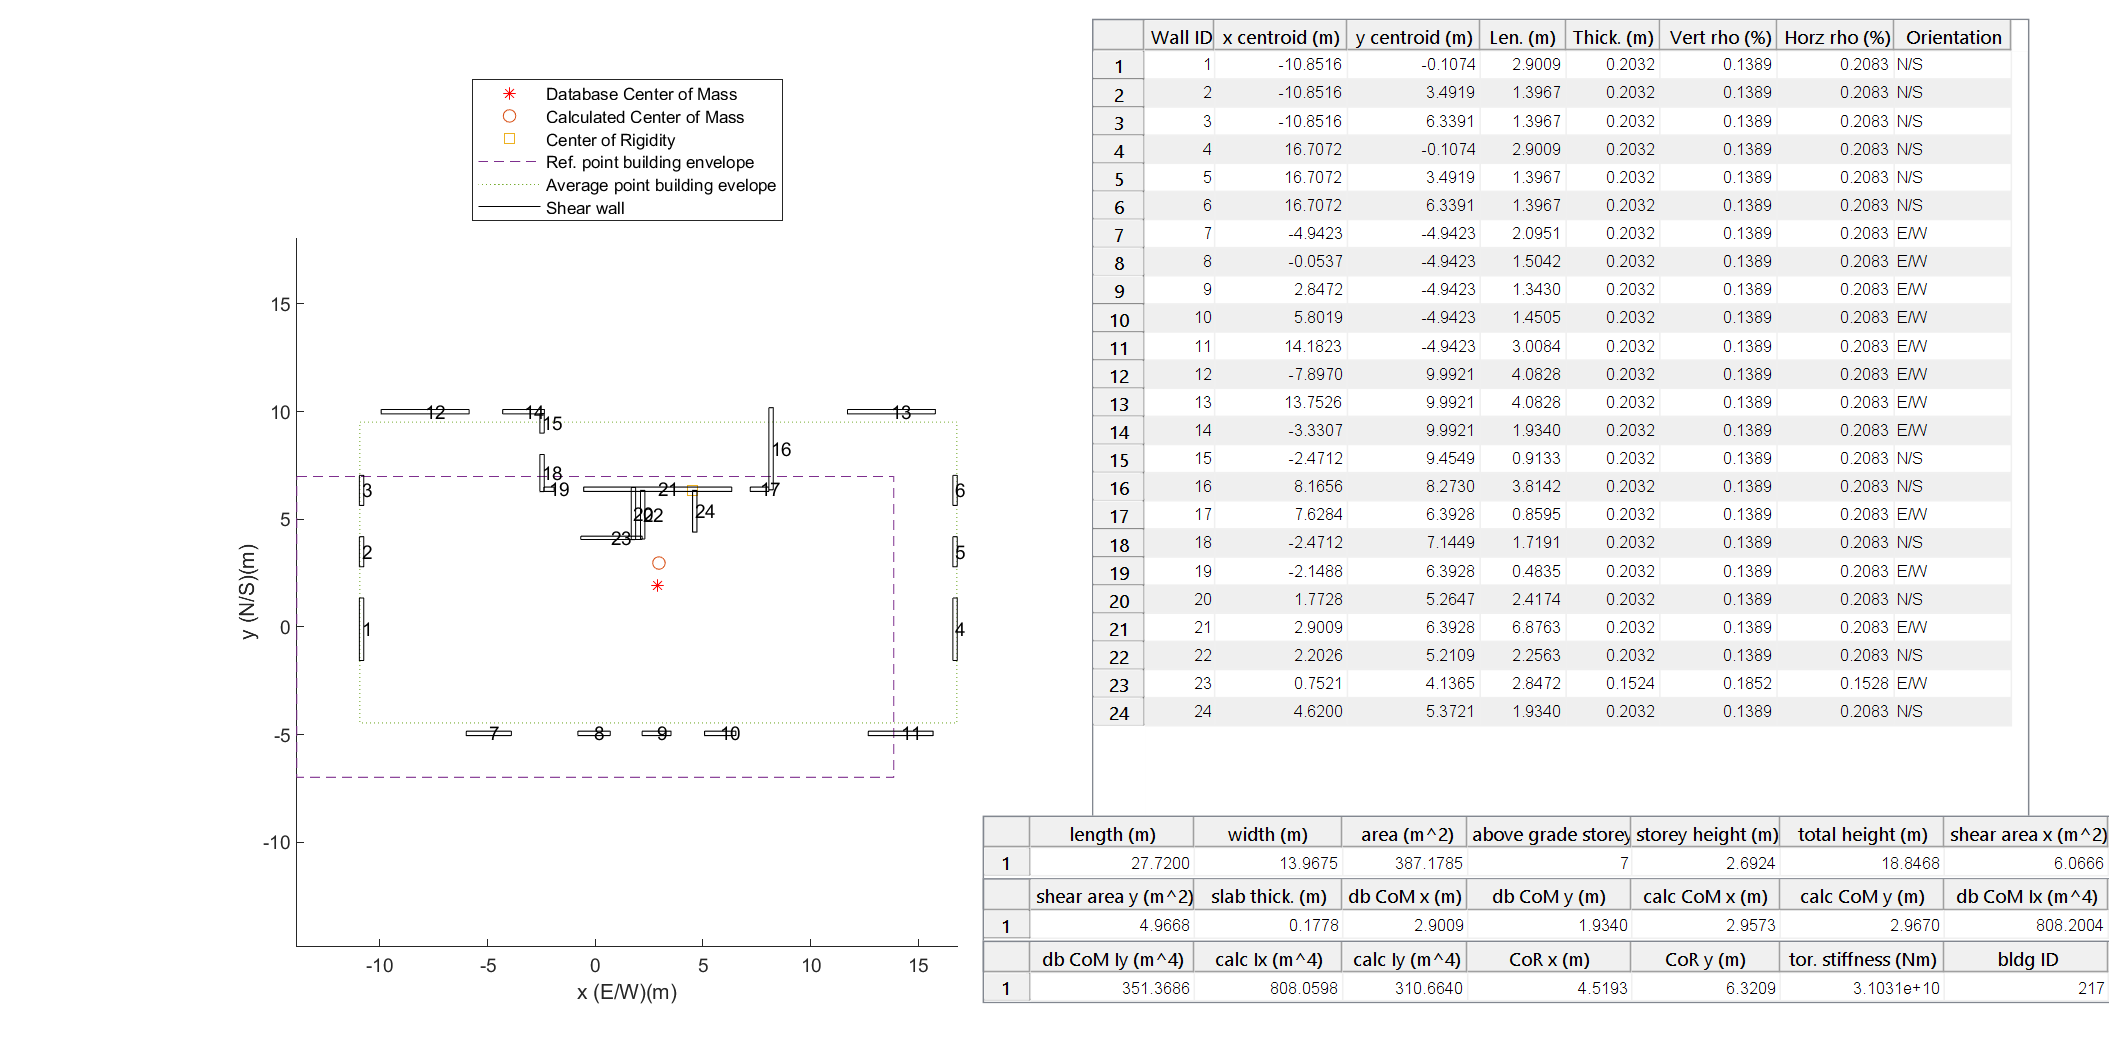 Database Center of Mass
Calculated Center of Mass
Center of Rigidity
Ref. point building envelope
Average point building evelope
Shear wall
15
10
5
0
-5
-10
y (N/S)(m)
-10 -5 0 5 10 15
x (E/W)(m)
12 14 13
15
16
18
3 19 21 17 6
20 22 24
23
2 5
1 4
7 8 9 10 11
Wall ID x centroid (m) y centroid (m) Len. (m) Thick. (m) Vert rho (%) Horz rho (%) Orientation
1 1 -10.8516 -0.1074 2.9009 0.2032 0.1389 0.2083 N/S
2 2 -10.8516 3.4919 1.3967 0.2032 0.1389 0.2083 N/S
3 3 -10.8516 6.3391 1.3967 0.2032 0.1389 0.2083 N/S
4 4 16.7072 -0.1074 2.9009 0.2032 0.1389 0.2083 N/S
5 5 16.7072 3.4919 1.3967 0.2032 0.1389 0.2083 N/S
6 6 16.7072 6.3391 1.3967 0.2032 0.1389 0.2083 N/S
7 7 -4.9423 -4.9423 2.0951 0.2032 0.1389 0.2083 E/W
8 8 -0.0537 -4.9423 1.5042 0.2032 0.1389 0.2083 E/W
9 9 2.8472 -4.9423 1.3430 0.2032 0.1389 0.2083 E/W
10 10 5.8019 -4.9423 1.4505 0.2032 0.1389 0.2083 E/W
11 11 14.1823 -4.9423 3.0084 0.2032 0.1389 0.2083 E/W
12 12 -7.8970 9.9921 4.0828 0.2032 0.1389 0.2083 E/W
13 13 13.7526 9.9921 4.0828 0.2032 0.1389 0.2083 E/W
14 14 -3.3307 9.9921 1.9340 0.2032 0.1389 0.2083 E/W
15 15 -2.4712 9.4549 0.9133 0.2032 0.1389 0.2083 N/S
16 16 8.1656 8.2730 3.8142 0.2032 0.1389 0.2083 N/S
17 17 7.6284 6.3928 0.8595 0.2032 0.1389 0.2083 E/W
18 18 -2.4712 7.1449 1.7191 0.2032 0.1389 0.2083 N/S
19 19 -2.1488 6.3928 0.4835 0.2032 0.1389 0.2083 E/W
20 20 1.7728 5.2647 2.4174 0.2032 0.1389 0.2083 N/S
21 21 2.9009 6.3928 6.8763 0.2032 0.1389 0.2083 E/W
22 22 2.2026 5.2109 2.2563 0.2032 0.1389 0.2083 N/S
23 23 0.7521 4.1365 2.8472 0.1524 0.1852 0.1528 E/W
24 24 4.6200 5.3721 1.9340 0.2032 0.1389 0.2083 N/S
length (m) width (m) area (m^2) above grade storey storey height (m) total height (m) shear area x (m^2)
1 27.7200 13.9675 387.1785 7 2.6924 18.8468 6.0666
shear area y (m^2) slab thick. (m) db CoM x (m) db CoM y (m) calc CoM x (m) calc CoM y (m) db CoM Ix (m^4)
1 4.9668 0.1778 2.9009 1.9340 2.9573 2.9670 808.2004
db CoM Iy (m^4) calc Ix (m^4) calc Iy (m^4) CoR x (m) CoR y (m) tor. stiffness (Nm) bldg ID
1 351.3686 808.0598 310.6640 4.5193 6.3209 3.1031e+10 217